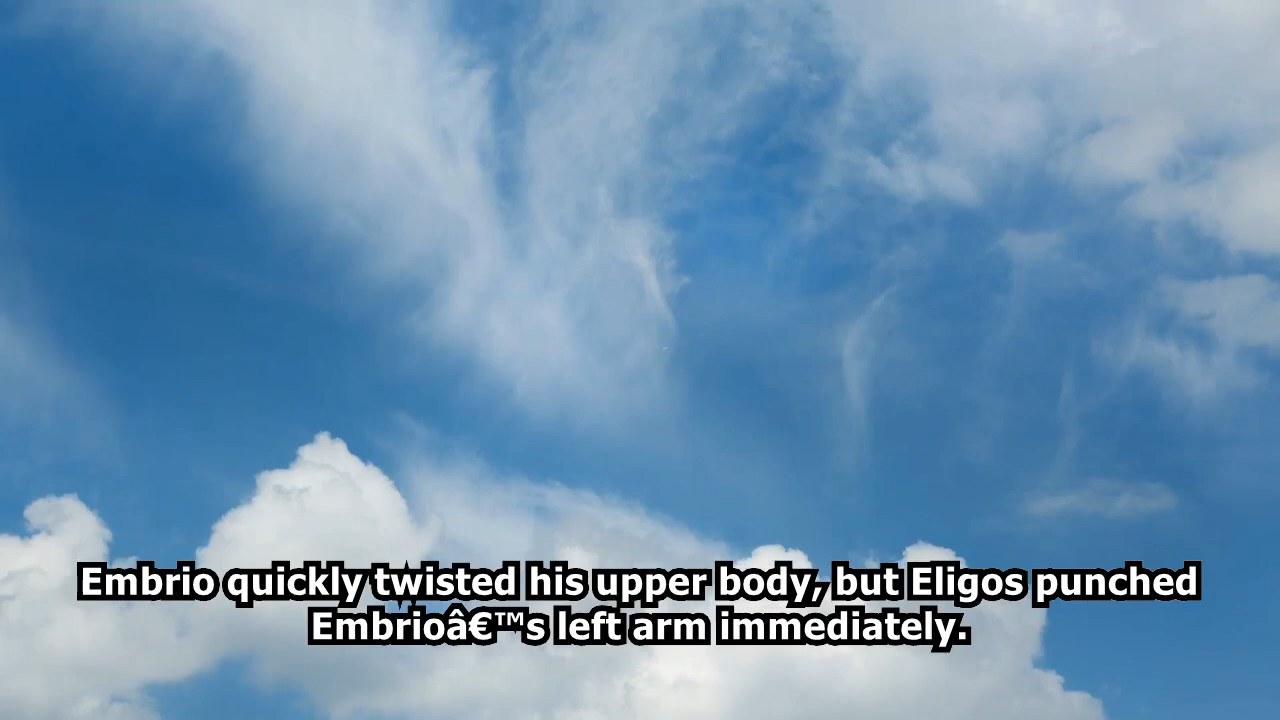 Embrio quickly twisted his upper body, but Eligos punched
Embrioâ€™s left arm immediately.